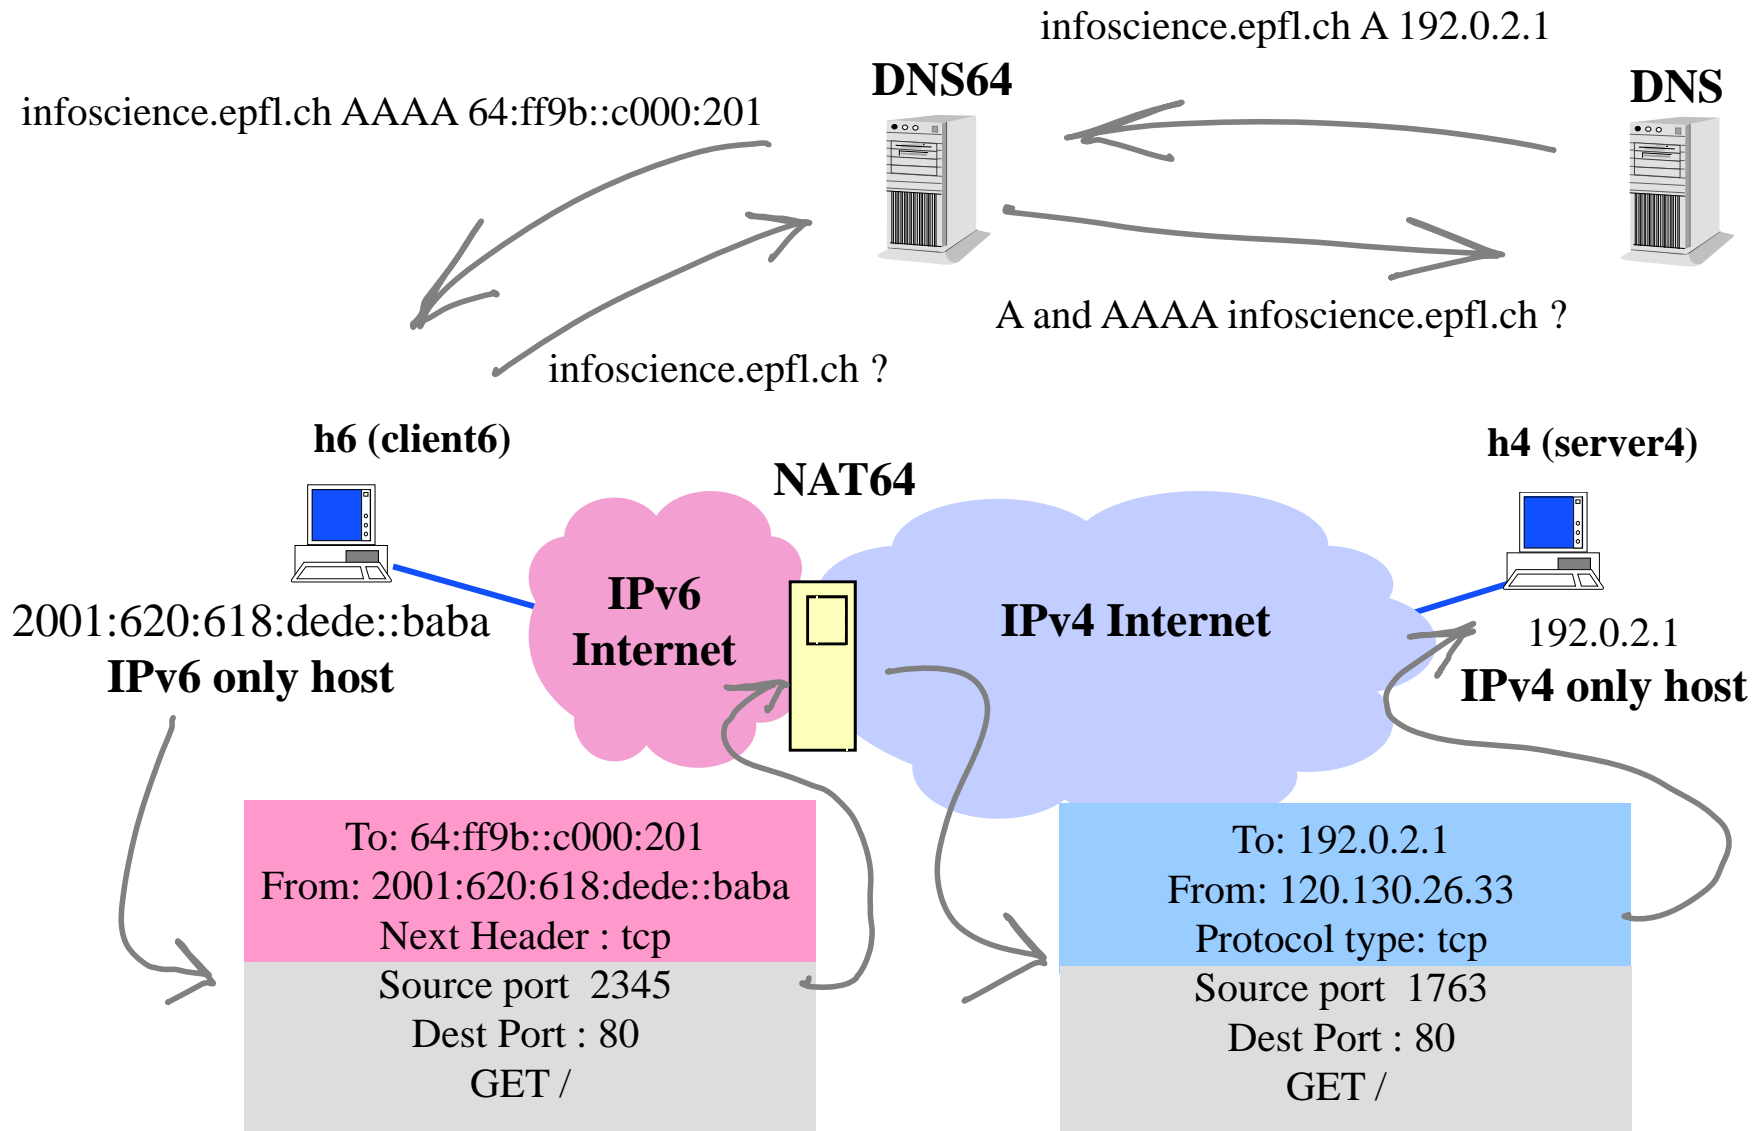 infoscience.epfl.ch A 192.0.2.1
DNS64
DNS
infoscience.epfl.ch AAAA 64:ff9b::c000:201
A and AAAA infoscience.epfl.ch ?
infoscience.epfl.ch ?
h6 (client6)
h4 (server4)
NAT64
IPv6
Internet
IPv4 Internet
2001:620:618:dede::baba
IPv6 only host
192.0.2.1
IPv4 only host
To: 64:ff9b::c000:201
From: 2001:620:618:dede::baba
Next Header : tcp
Source port 2345
Dest Port : 80
GET /
To: 192.0.2.1
From: 120.130.26.33
Protocol type: tcp
Source port 1763
Dest Port : 80
GET /